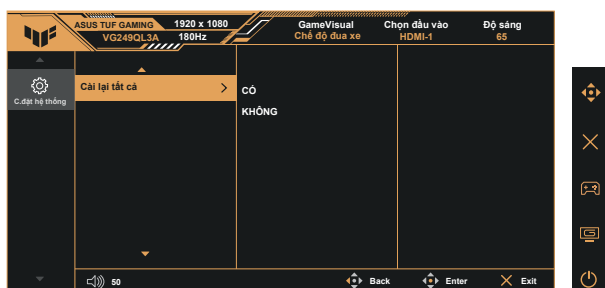 ASUS TUF GAMING 1920 x 1080 GameVisual Chọn đầu vào Độ sáng
VG249QL3A 180Hz Chế độ đua xe HDMI-1 65
C.đặt hệ thống
Cài lại tất cả
CÓ
KHÔNG
50 Back Enter Exit